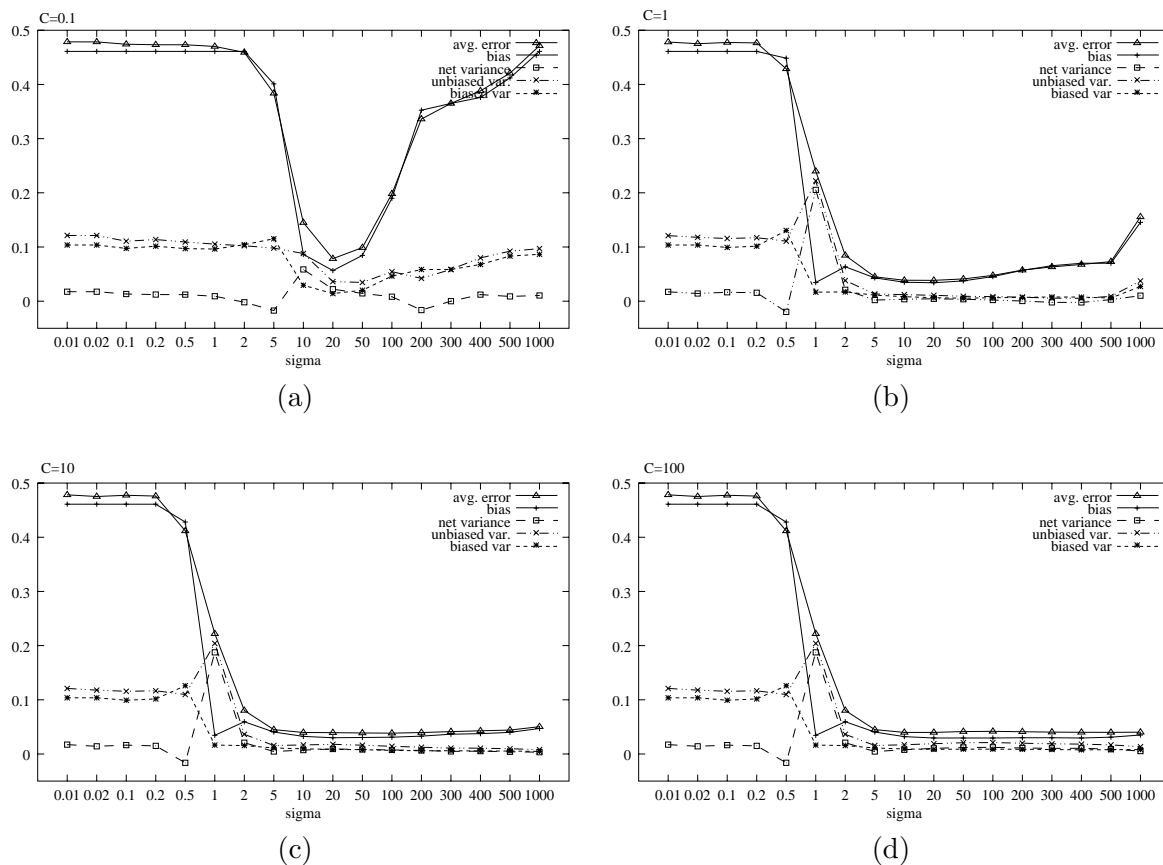 C=0.1
0.5
0.4
0.3
0.2
0.1
0
avg. error
bias
net variance
unbiased var.
biased var
0.01 0.02 0.1 0.2 0.5 1 2 5 10 20 50 100 200 300 400 500 1000
sigma
(a)
C=1
0.5
0.4
0.3
0.2
0.1
0
avg. error
bias
net variance
unbiased var.
biased var
0.01 0.02 0.1 0.2 0.5 1 2 5 10 20 50 100 200 300 400 500 1000
sigma
(b)
C=10
0.5
0.4
0.3
0.2
0.1
0
avg. error
bias
net variance
unbiased var.
biased var
0.01 0.02 0.1 0.2 0.5 1 2 5 10 20 50 100 200 300 400 500 1000
sigma
(c)
C=100
0.5
0.4
0.3
0.2
0.1
0
avg. error
bias
net variance
unbiased var.
biased var
0.01 0.02 0.1 0.2 0.5 1 2 5 10 20 50 100 200 300 400 500 1000
sigma
(d)